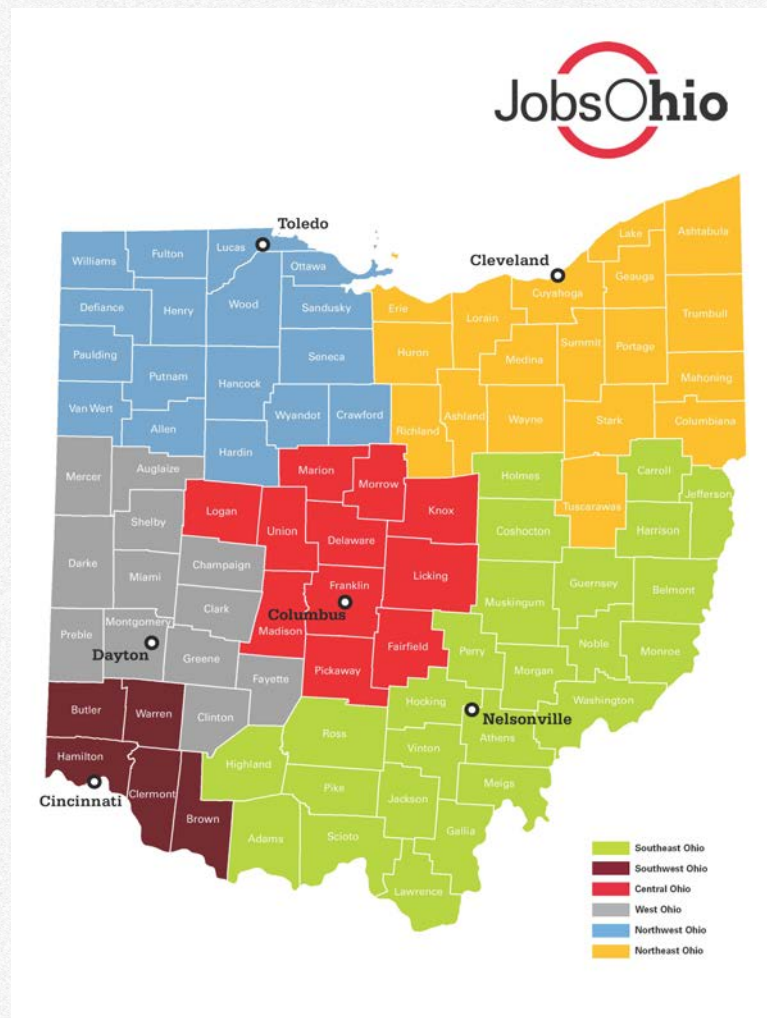 JobsOhio
Toledo
Williams
Fulton
Lucas
Ottawa
Defiance
Henry
Wood
Sandusky
Paulding
Putnam
Hancock
Seneca
Van Wert
Allen
Hardin
Wyandot
Crawford
Cleveland
Lake
Ashtabula
Geauga
Cuyahoga
Erie
Lorain
Trumbull
Huron
Medina
Summit
Portage
Mahoning
Richland
Ashland
Wayne
Stark
Columbiana
Tuscarawas
Mercer
Auglaize
Shelby
Darke
Miami
Champaign
Clark
Preble
Montgomery
Dayton
Greene
Fayette
Clinton
Marion
Morrow
Logan
Union
Delaware
Knox
Licking
Franklin
Columbus
Madison
Pickaway
Fairfield
Holmes
Carroll
Jefferson
Coshocton
Harrison
Muskingum
Guernsey
Belmont
Perry
Morgan
Noble
Monroe
Washington
Hocking
Nelsonville
Athens
Ross
Vinton
Meigs
Highland
Pike
Jackson
Gallia
Adams
Scioto
Lawrence
Butler
Warren
Hamilton
Cincinnati
Clermont
Brown
Southeast Ohio
Southwest Ohio
Central Ohio
West Ohio
Northwest Ohio
Northeast Ohio